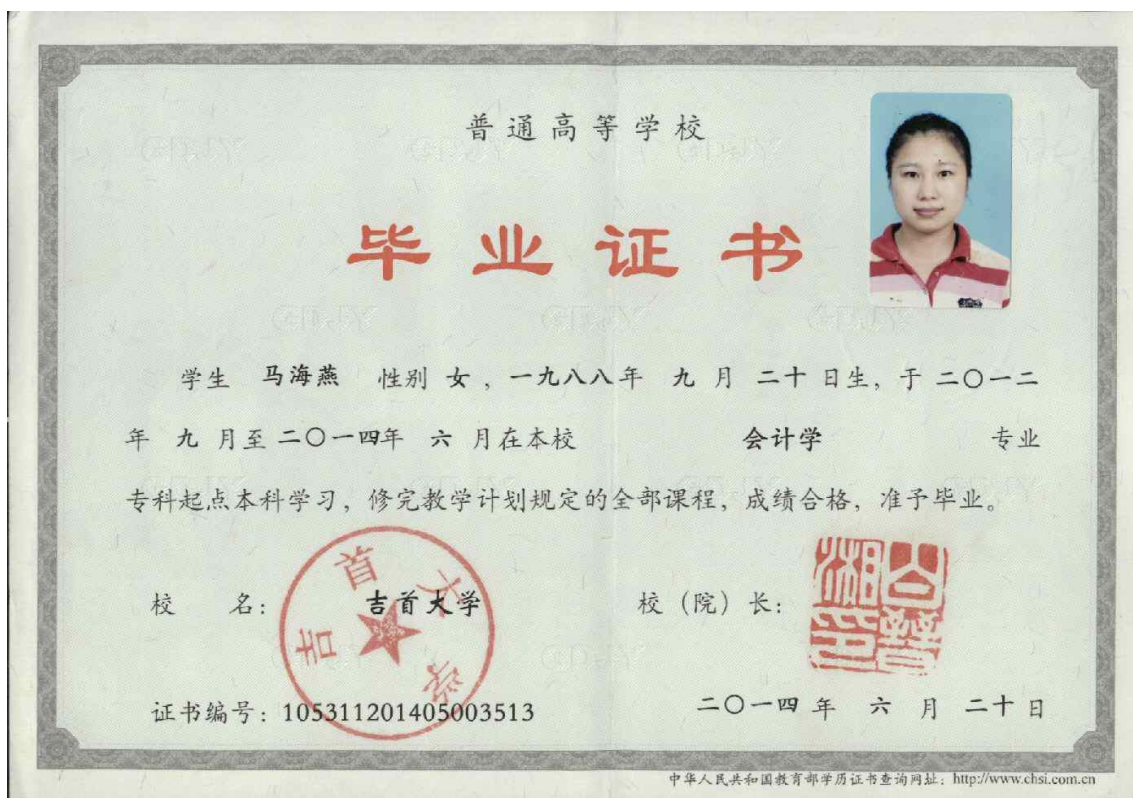 普通高等学校
毕业证书
学生 马海燕 性别 女，一九八八年 九 月 二十 日生，于 二〇一二
年 九 月至 二〇一四年 六 月在本校 会计学 专业
专科起点本科学习，修完教学计划规定的全部课程，成绩合格，准予毕业。
校 名： 吉首大学 校（院）长：
吉首大学
证书编号：105311201405003513 二〇一四 年 六 月 二十 日
中华人民共和国教育部学历证书查询网址：http://www.chsi.com.cn